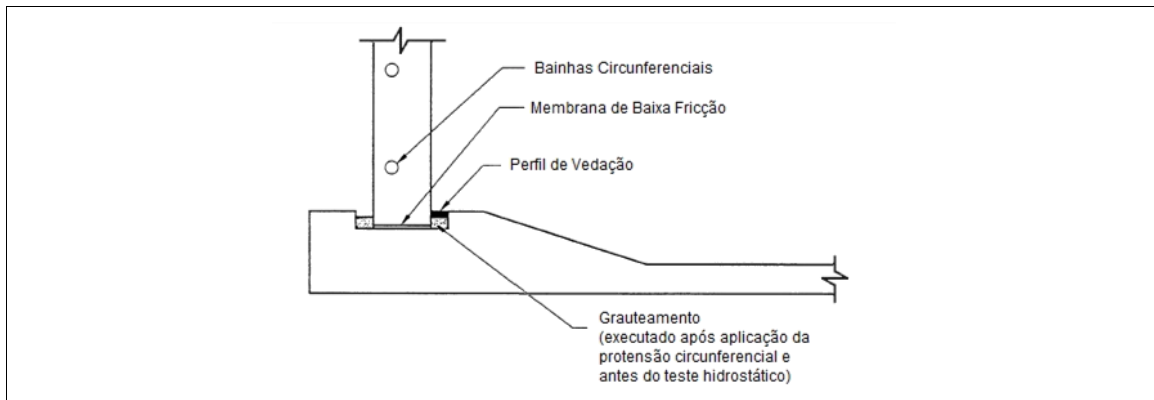 Bainhas Circunferenciais
Membrana de Baixa Fricção
Perfil de Vedação
Grauteamento
(executado após aplicação da
protensão circunferencial e
antes do teste hidrostático)